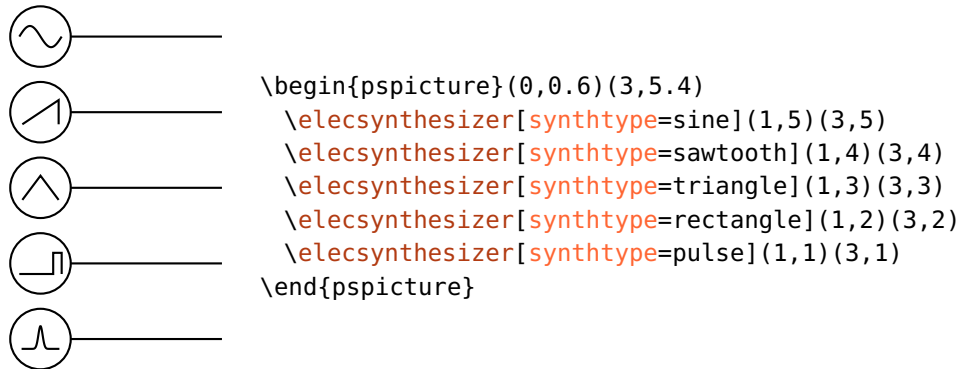 \begin{pspicture}(0,0.6)(3,5.4)
\elecsynthesizer[synthtype=sine](1,5)(3,5)
\elecsynthesizer[synthtype=sawtooth](1,4)(3,4)
\elecsynthesizer[synthtype=triangle](1,3)(3,3)
\elecsynthesizer[synthtype=rectangle](1,2)(3,2)
\elecsynthesizer[synthtype=pulse](1,1)(3,1)
\end{pspicture}